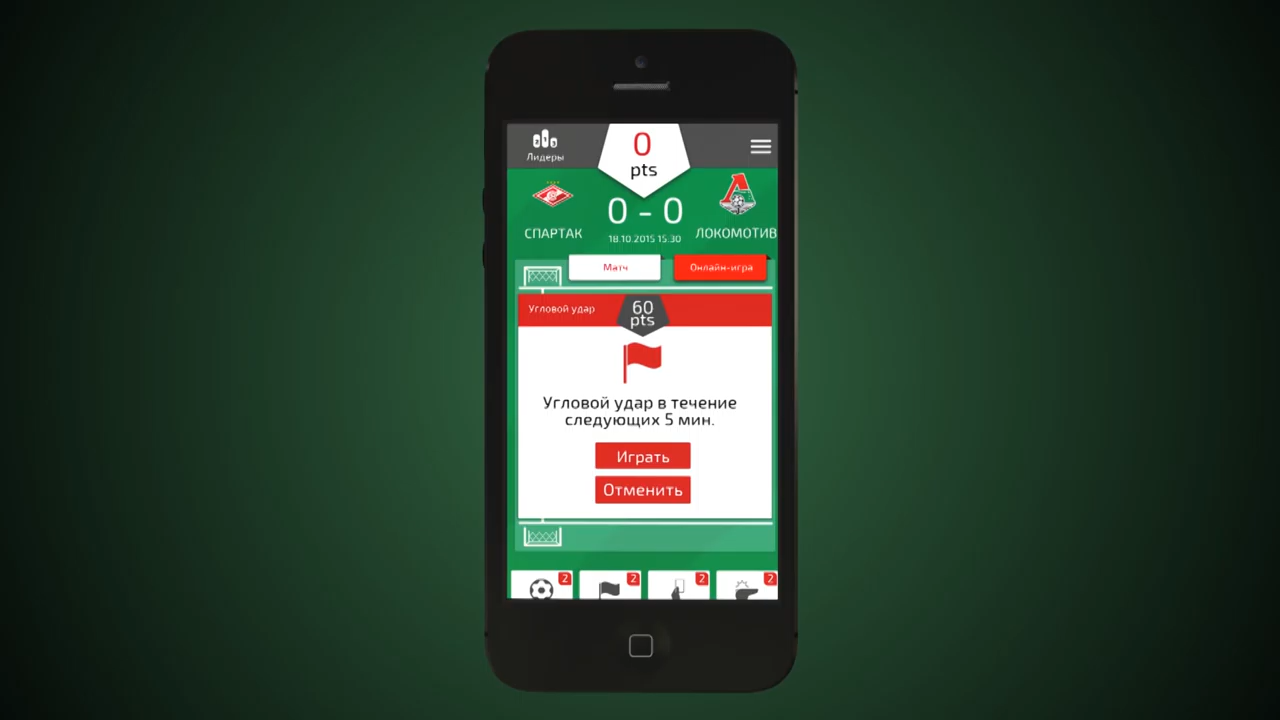 Лидеры
0
pts
0 - 0
СПАРТАК
18.10.2015 15:30
ЛОКОМОТИВ
Матч
Онлайн-игра
Угловой удар
60
pts
Угловой удар в течение
следующих 5 мин.
Играть
Отменить
2
2
2
2